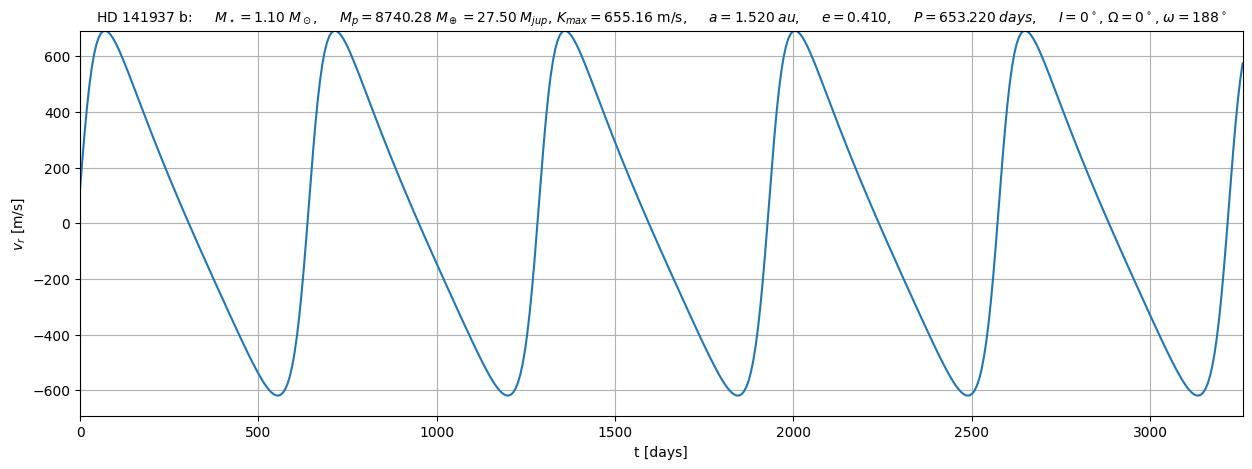 HD 141937 b: M⋆ = 1.10 M⊙, Mp = 8740.28 M⊕ = 27.50 Mjup, Kmax = 655.16 m/s, a = 1.520 au, e = 0.410, P = 653.220 days, I = 0°, Ω = 0°, ω = 188°
600
400
200
0
−200
−400
−600
vr [m/s]
0 500 1000 1500 2000 2500 3000
t [days]